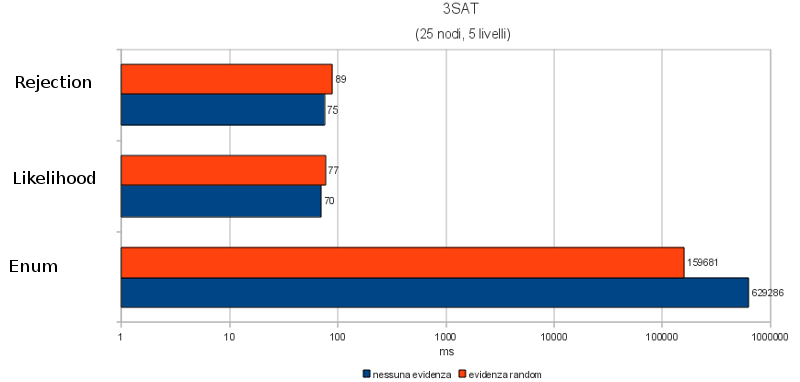 3SAT
(25 nodi, 5 livelli)
Rejection
89
75
Likelihood
77
70
Enum
159681
629286
1 10 100 1000 10000 100000 1000000
ms
nessuna evidenza evidenza random